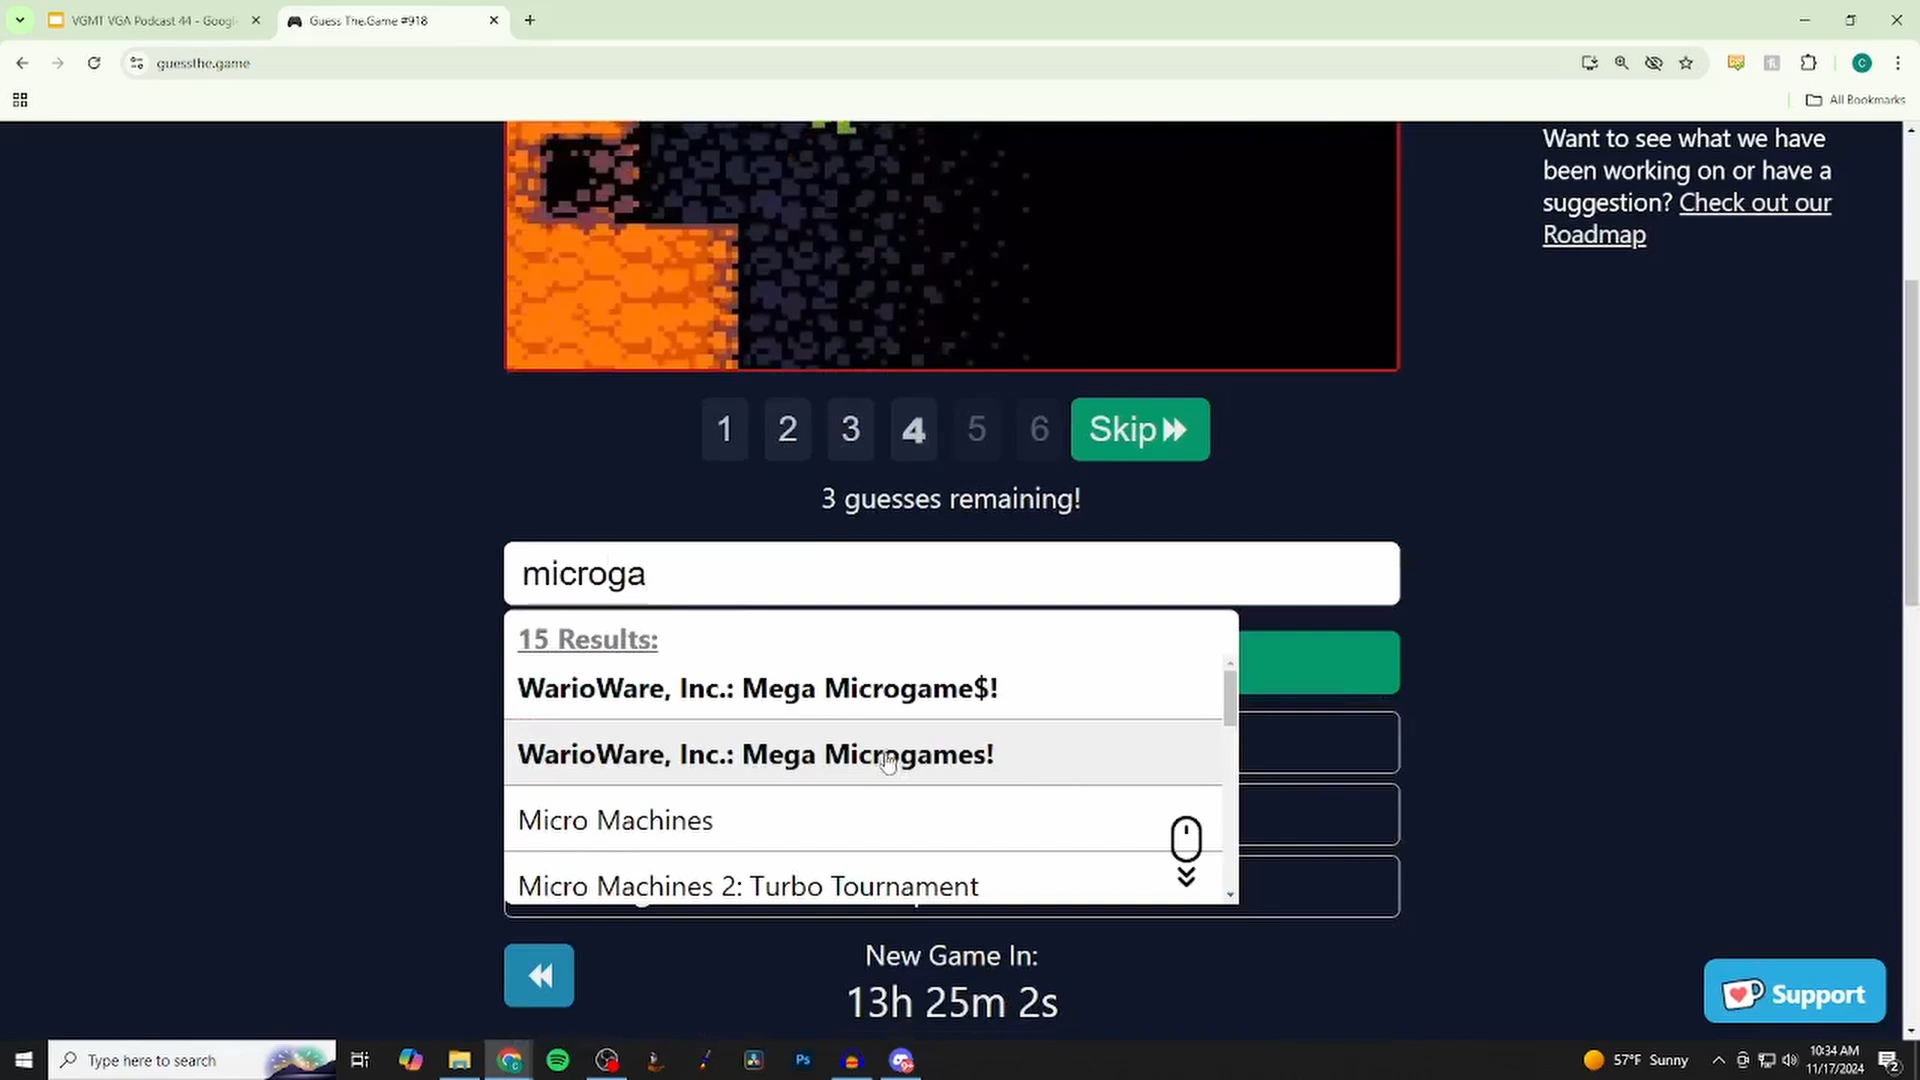 VGMT VGA Podcast 44 - Googl
Guess The.Game #918
guessthe.game
All Bookmarks
Want to see what we have
been working on or have a
suggestion? Check out our
Roadmap
1 2 3 4 5 6 Skip
3 guesses remaining!
microga
15 Results:
WarioWare, Inc.: Mega Microgame$!
WarioWare, Inc.: Mega Microgames!
Micro Machines
Micro Machines 2: Turbo Tournament
New Game In:
13h 25m 2s
Support
Type here to search
Ps
57°F Sunny
10:34 AM
11/17/2024
2